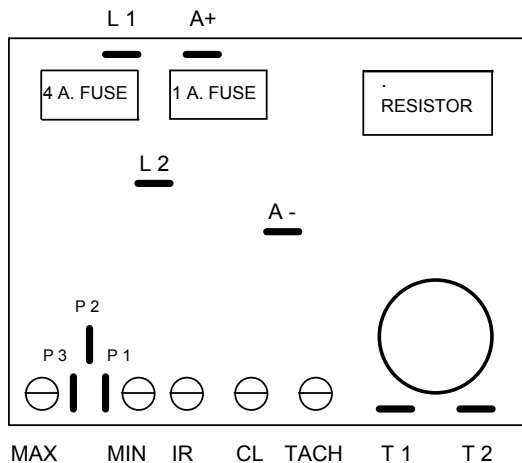 L 1 A+
4 A. FUSE 1 A. FUSE RESISTOR
L 2
A -
P 2
P 3 P 1
MAX MIN IR CL TACH T 1 T 2